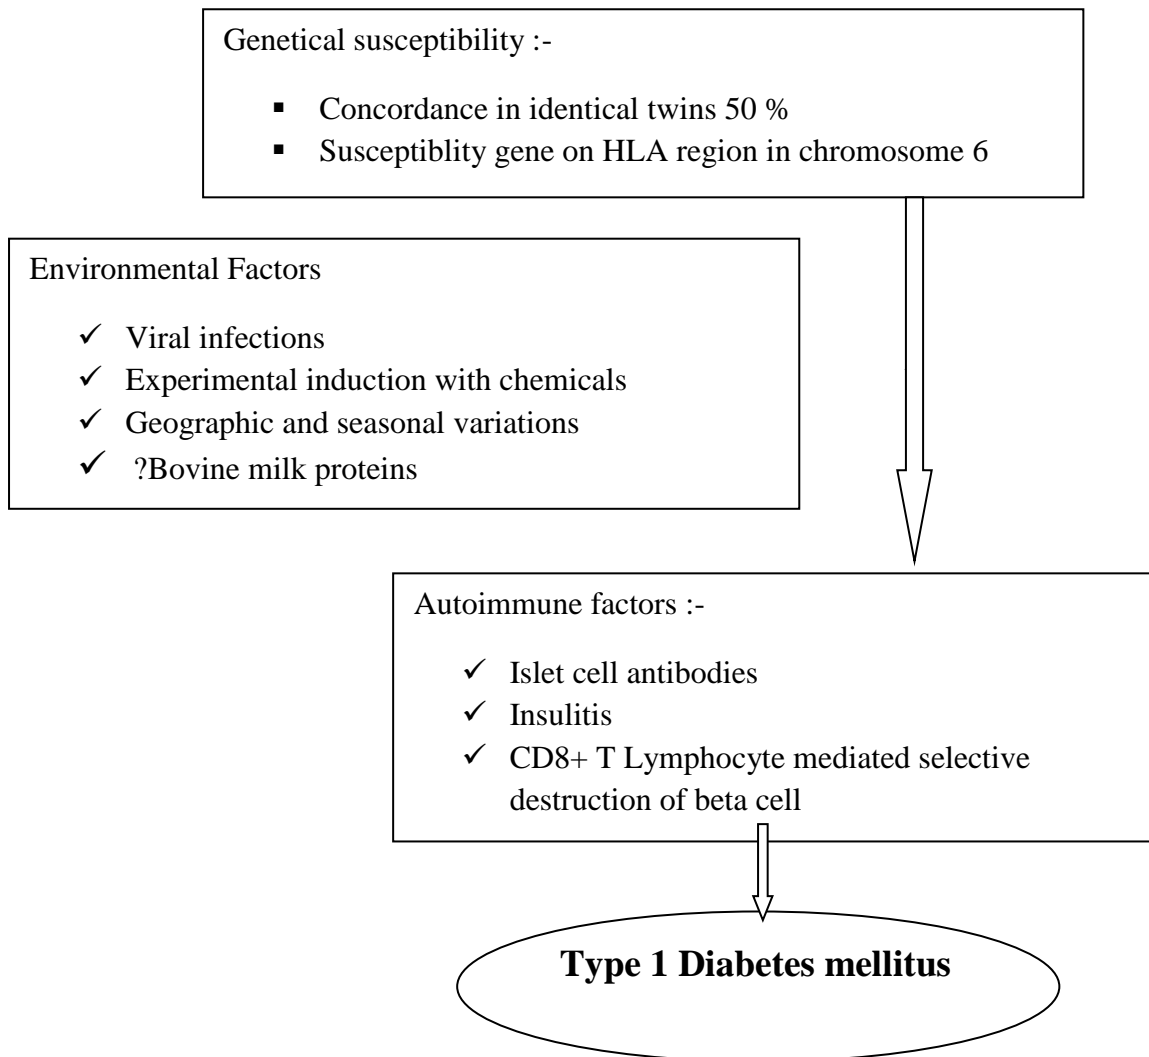 Genetical susceptibility :-
▪ Concordance in identical twins 50 %
▪ Susceptiblity gene on HLA region in chromosome 6
Environmental Factors
✓ Viral infections
✓ Experimental induction with chemicals
✓ Geographic and seasonal variations
✓ ?Bovine milk proteins
Autoimmune factors :-
✓ Islet cell antibodies
✓ Insulitis
✓ CD8+ T Lymphocyte mediated selective
destruction of beta cell
Type 1 Diabetes mellitus